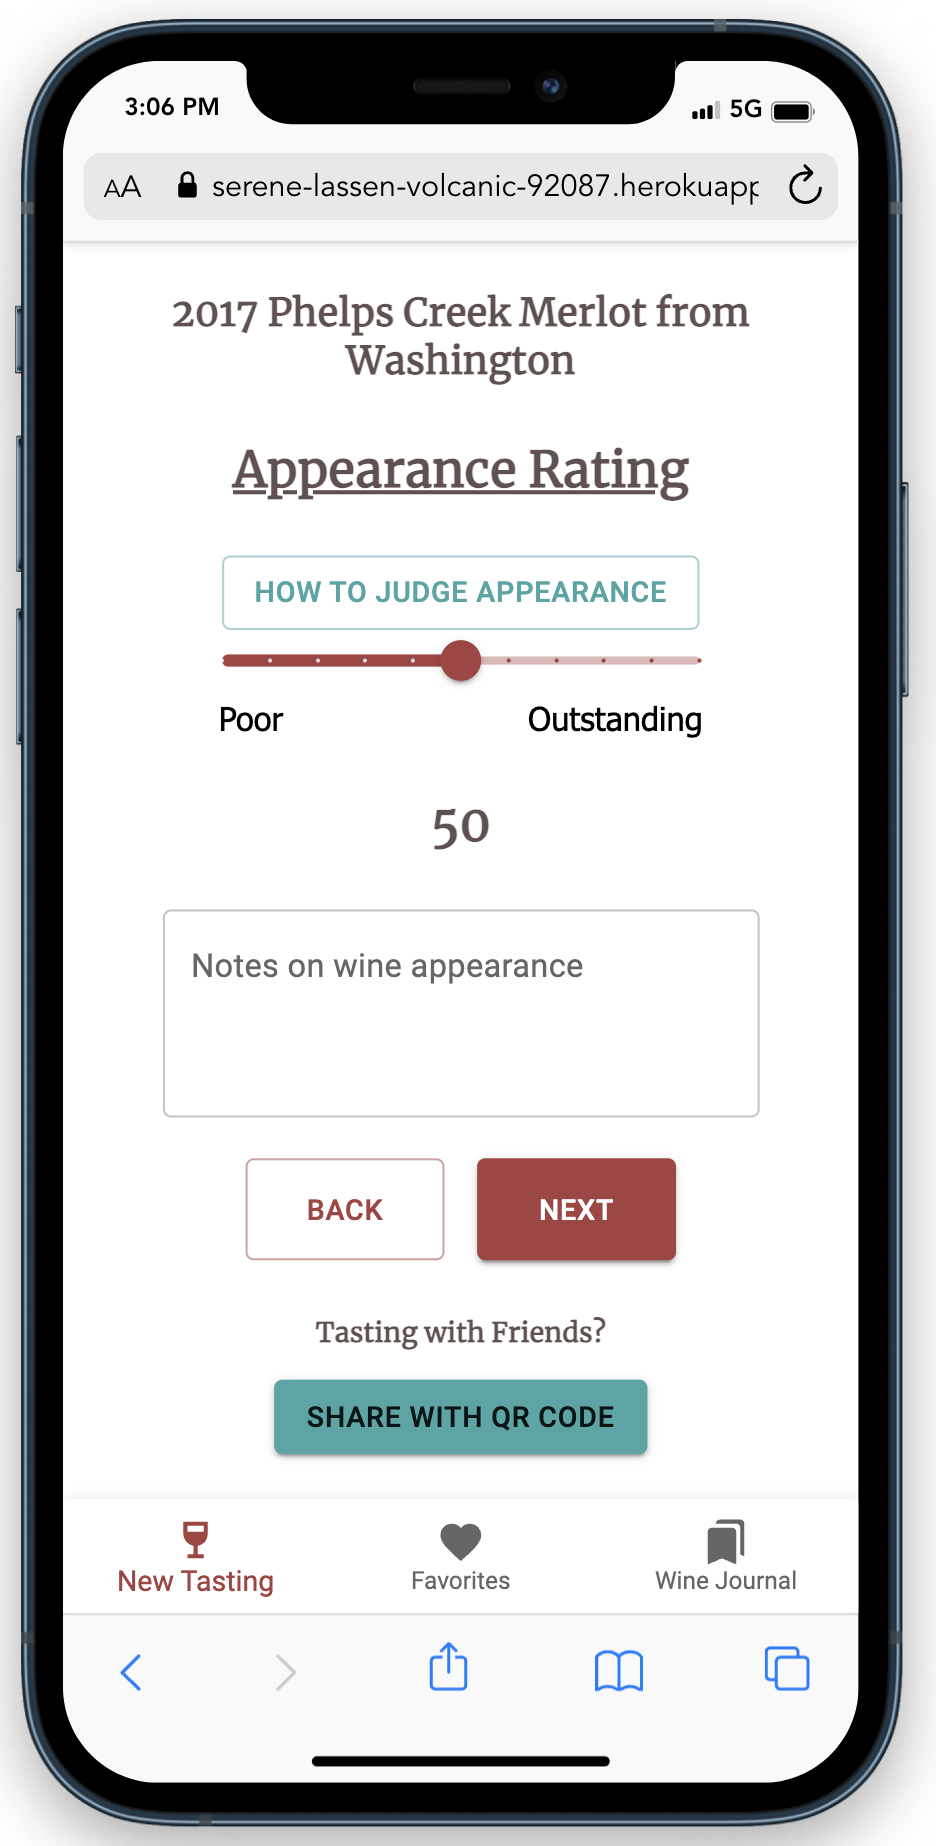 3:06 PM
5G
AA
serene-lassen-volcanic-92087.herokuapp
2017 Phelps Creek Merlot from
Washington
Appearance Rating
HOW TO JUDGE APPEARANCE
Poor Outstanding
50
Notes on wine appearance
BACK NEXT
Tasting with Friends?
SHARE WITH QR CODE
New Tasting Favorites Wine Journal